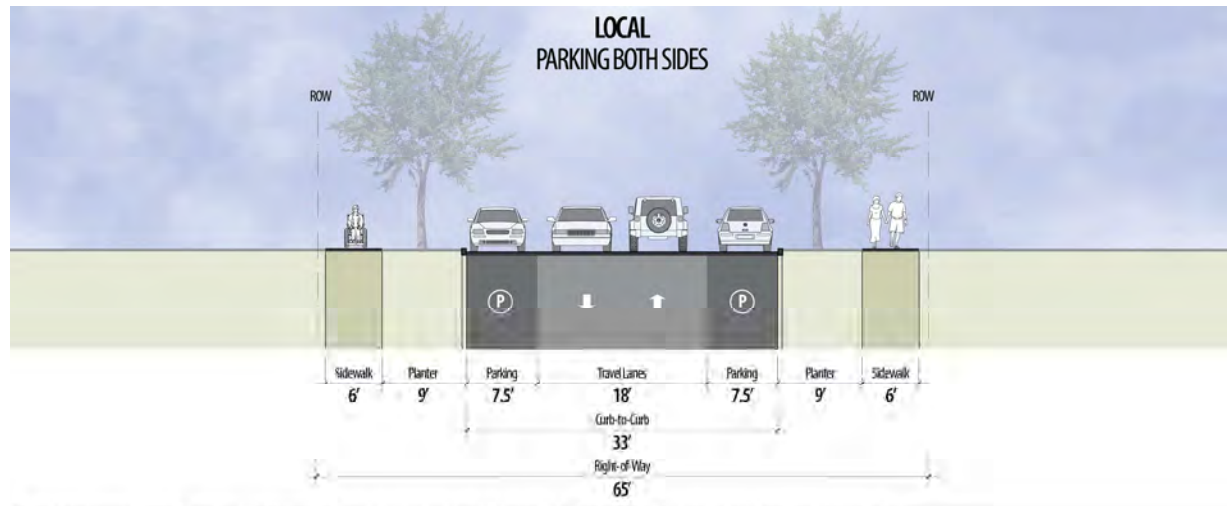 LOCAL
PARKING BOTH SIDES
ROW
ROW
P
P
Sidewalk
Planter
Parking
Travel Lanes
Parking
Planter
Sidewalk
6'
9'
7.5'
18'
7.5'
9'
6'
Curb-to-Curb
33'
Right-of-Way
65'